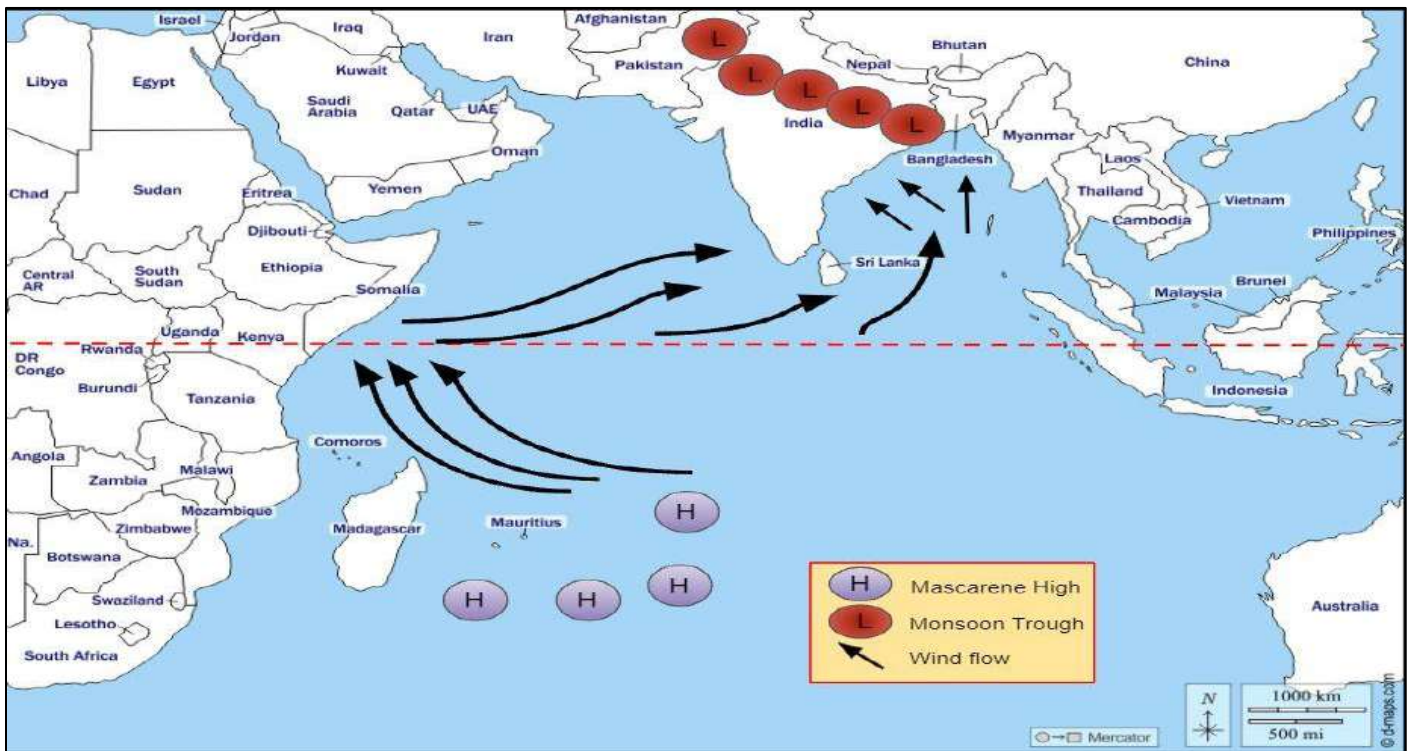 Israel
Iraq
Afghanistan
L
Jordan
Iran
Bhutan
Kuwait
Pakistan
L
Nepal
China
Libya
Egypt
Saudi
Arabia
Qatar
UAE
L
L
India
L
Oman
Myanmar
Bangladesh
Laos
Chad
Sudan
Eritrea
Yemen
Thailand
Vietnam
Djibouti
Cambodia
Philippines
Central
AR
South
Sudan
Ethiopia
Sri Lanka
Somalia
Brunei
Malaysia
Uganda
Kenya
DR
Congo
Rwanda
Burundi
Tanzania
Indonesia
Comoros
Angola
Zambia
Malawi
Mozambique
Zimbabwe
Madagascar
Mauritius
H
Na.
Botswana
H
H
H
Swaziland
Lesotho
South Africa
Australia
H Mascarene High
L Monsoon Trough
Wind flow
N
1000 km
500 mi
Mercator
© d-maps.com